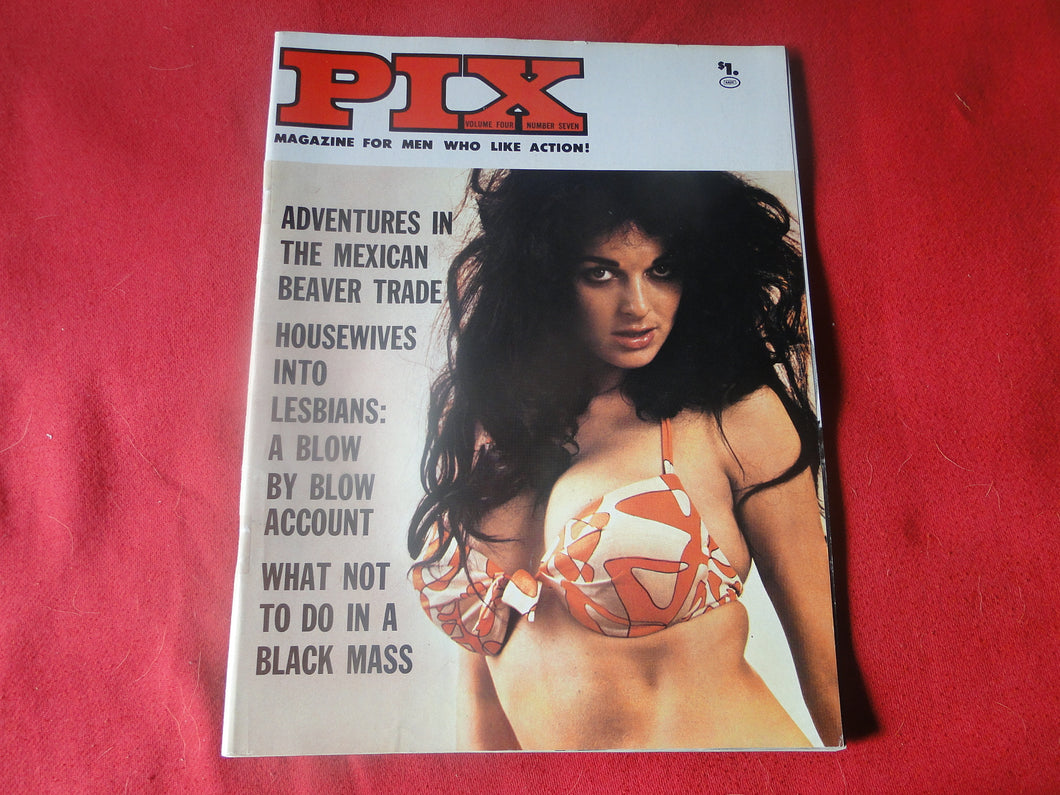 PIX
$1.
VOLUME FOUR NUMBER SEVEN
MAGAZINE FOR MEN WHO LIKE ACTION!
ADVENTURES IN
THE MEXICAN
BEAVER TRADE
HOUSEWIVES
INTO
LESBIANS:
A BLOW
BY BLOW
ACCOUNT
WHAT NOT
TO DO IN A
BLACK MASS